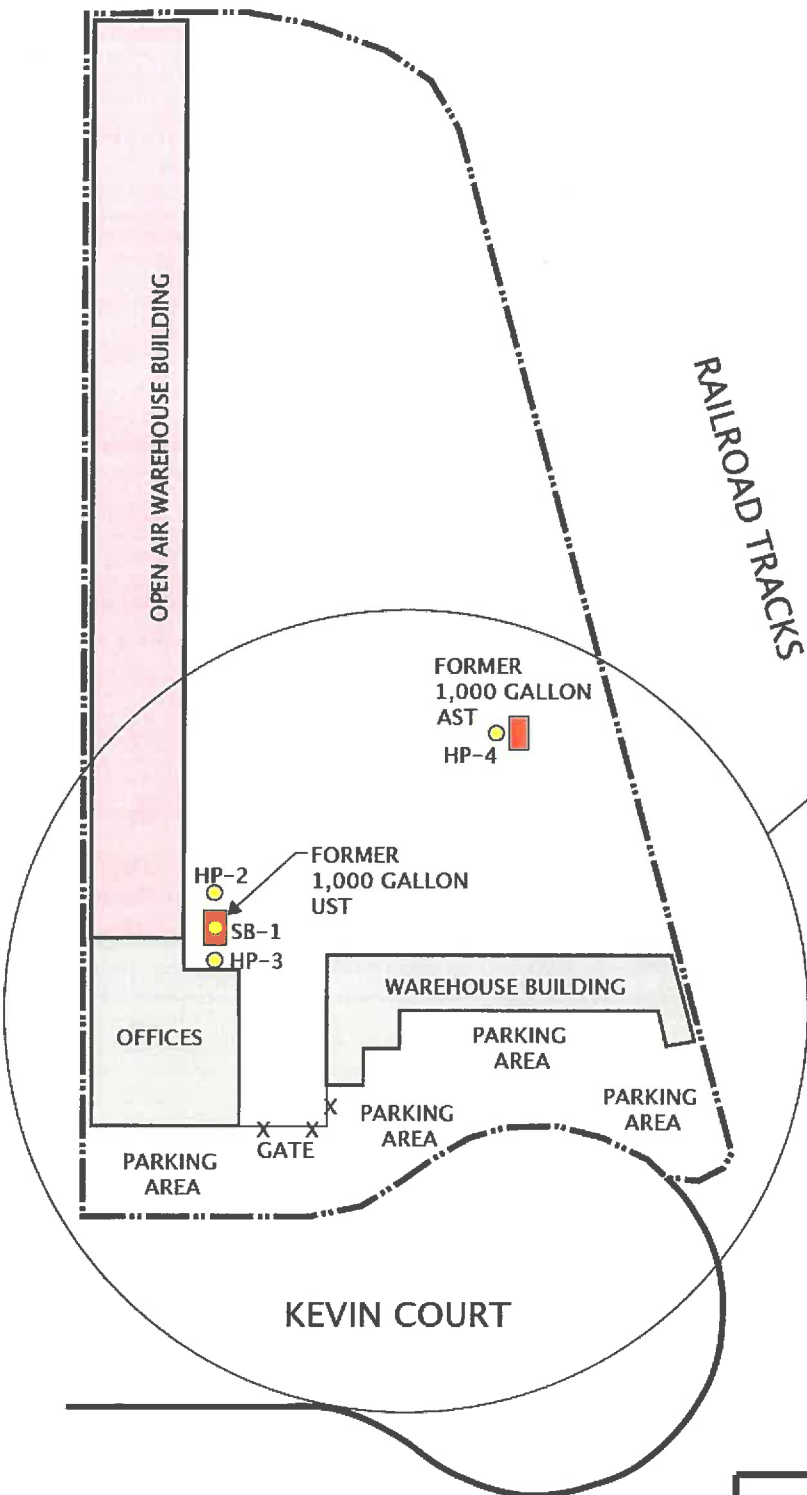 OPEN AIR WAREHOUSE BUILDING
RAILROAD TRACKS
FORMER
1,000 GALLON
AST
HP-4
HP-2
FORMER
1,000 GALLON
UST
SB-1
HP-3
WAREHOUSE BUILDING
OFFICES
PARKING
AREA
PARKING
AREA
PARKING
AREA
X
X X
GATE
PARKING
AREA
KEVIN COURT